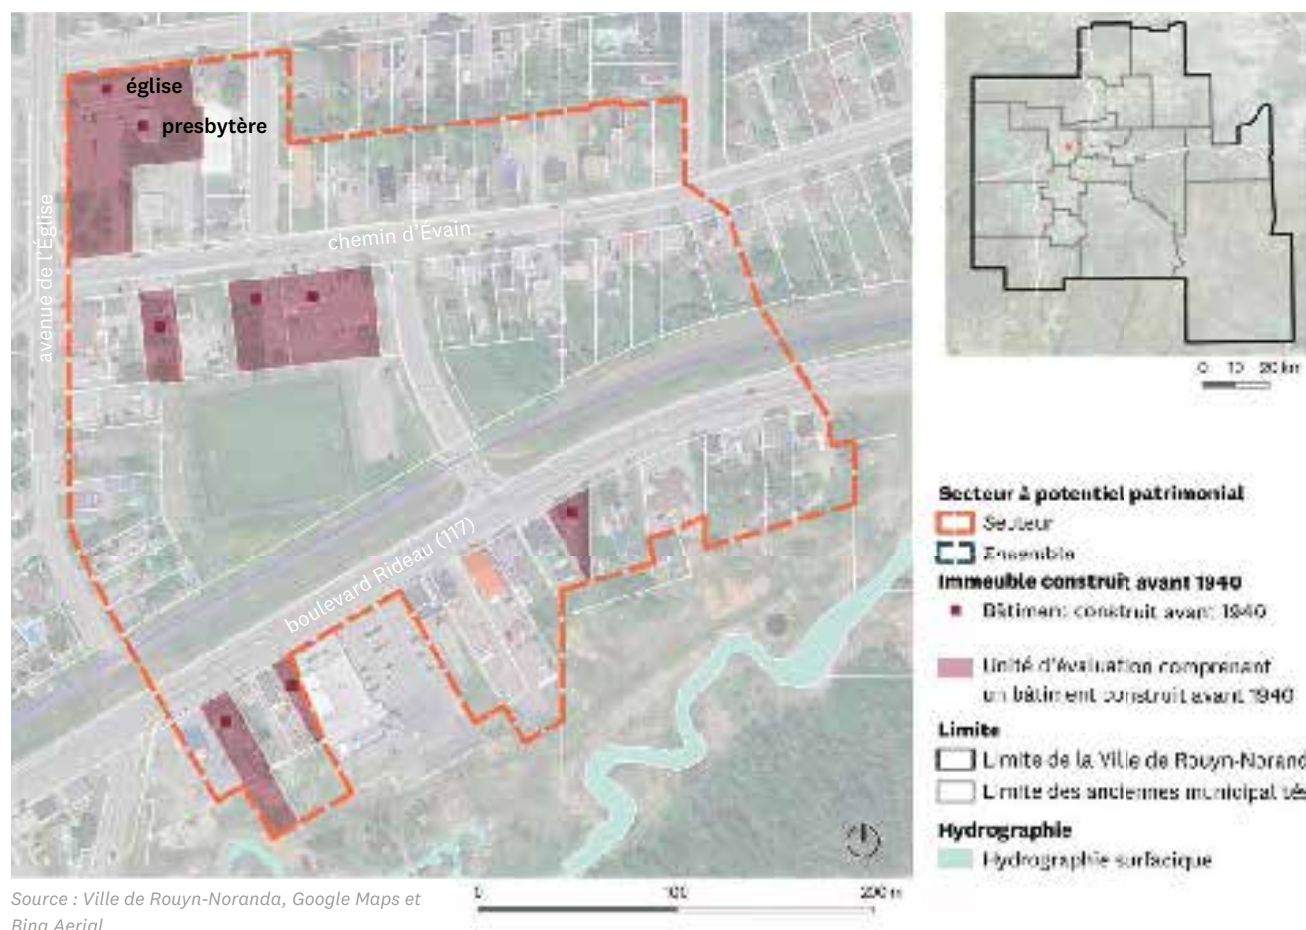 église
presbytère
avenue de l'Église
chemin d'Évain
boulevard Rideau (117)
0 10 20 km
Secteur à potentiel patrimonial
Secteur
Ensemble
Immeuble construit avant 1940
Bâtiment construit avant 1940
Unité d'évaluation comprenant
un bâtiment construit avant 1940
Limite
Limite de la Ville de Rouyn-Norand
Limite des anciennes municipalités
Hydrographie
Hydrographie surfacique
0 100 200 m
Source : Ville de Rouyn-Noranda, Google Maps et
Bing Aerial